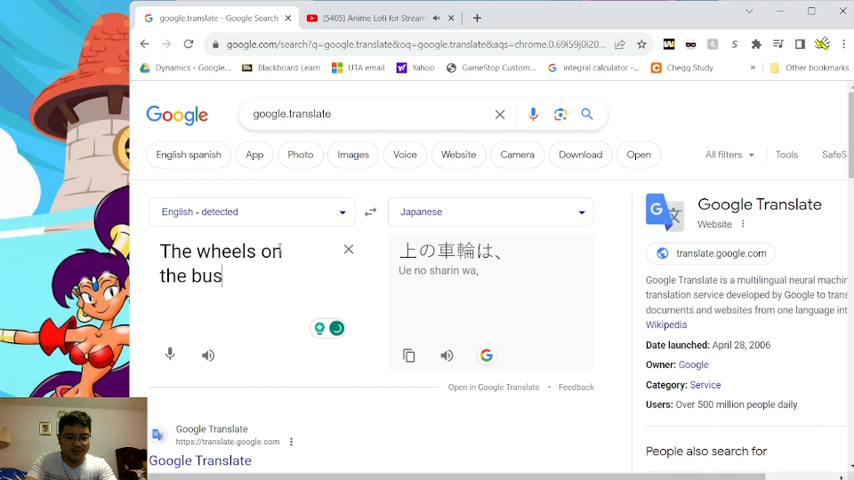 google.translate - Google Search
(5405) Anime Lofi for Stream
google.com/search?q=google.translate&oq=google.translate&aqs=chrome.0.69i59j0i20...
Dynamics - Google...
Blackboard Learn
UTA email
Yahoo
GameStop Custom...
integral calculator -...
Chegg Study
»
Other bookmarks
Google
google.translate
English spanish
App
Photo
Images
Voice
Website
Camera
Download
Open
All filters
Tools
SafeS
English - detected
Japanese
The wheels on
the bus
上の車輪は、
Ue no sharin wa,
Open in Google Translate • Feedback
Google Translate
https://translate.google.com
Google Translate
Google Translate
Website
translate.google.com
Google Translate is a multilingual neural machin
translation service developed by Google to trans
documents and websites from one language int
Wikipedia
Date launched: April 28, 2006
Owner: Google
Category: Service
Users: Over 500 million people daily
People also search for